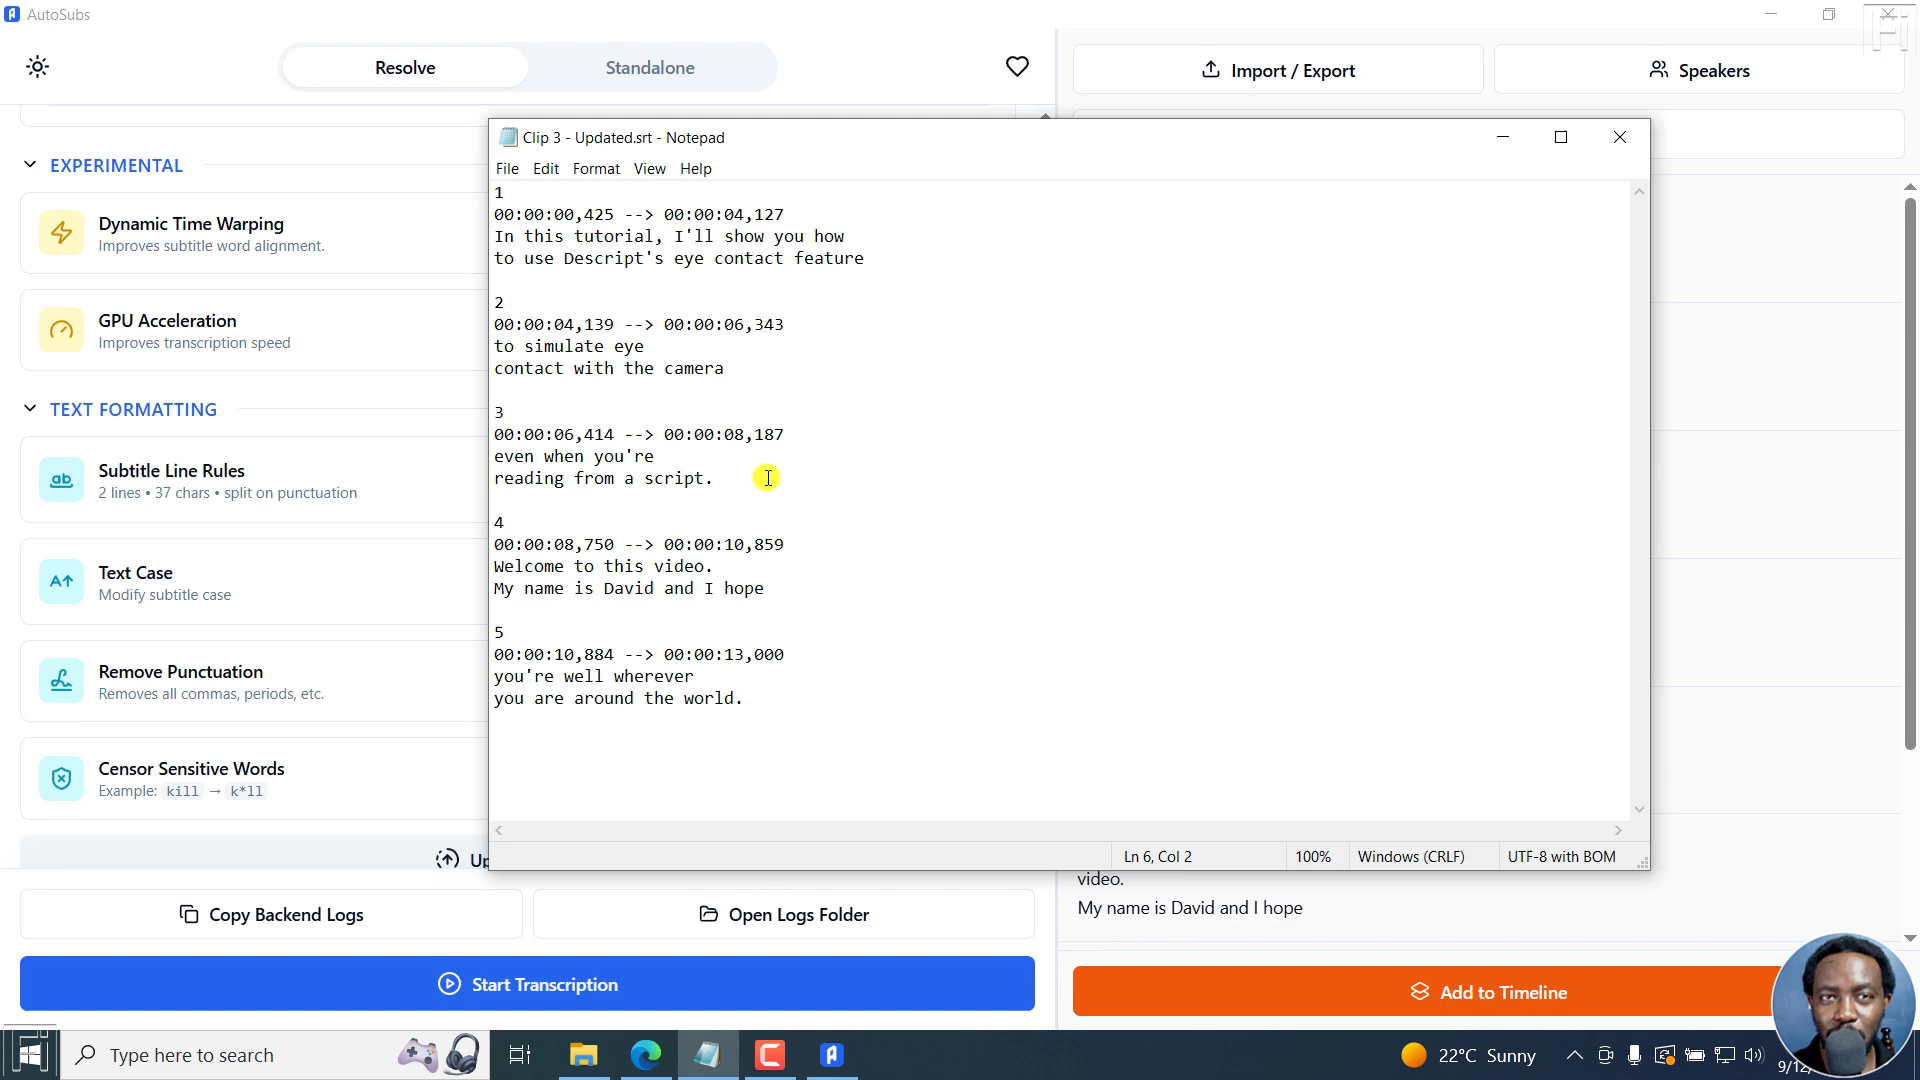 AutoSubs
Resolve
Standalone
Import / Export
Speakers
EXPERIMENTAL
Dynamic Time Warping
Improves subtitle word alignment.
GPU Acceleration
Improves transcription speed
TEXT FORMATTING
Subtitle Line Rules
2 lines • 37 chars • split on punctuation
Text Case
Modify subtitle case
Remove Punctuation
Removes all commas, periods, etc.
Censor Sensitive Words
Example: kill → k*ll
Up
Copy Backend Logs
Open Logs Folder
Start Transcription
Clip 3 - Updated.srt - Notepad
File Edit Format View Help
1
00:00:00,425 --> 00:00:04,127
In this tutorial, I'll show you how
to use Descript's eye contact feature
2
00:00:04,139 --> 00:00:06,343
to simulate eye
contact with the camera
3
00:00:06,414 --> 00:00:08,187
even when you're
reading from a script.
4
00:00:08,750 --> 00:00:10,859
Welcome to this video.
My name is David and I hope
5
00:00:10,884 --> 00:00:13,000
you're well wherever
you are around the world.
Ln 6, Col 2
100%
Windows (CRLF)
UTF-8 with BOM
video.
My name is David and I hope
Add to Timeline
Type here to search
22°C Sunny
9/12/